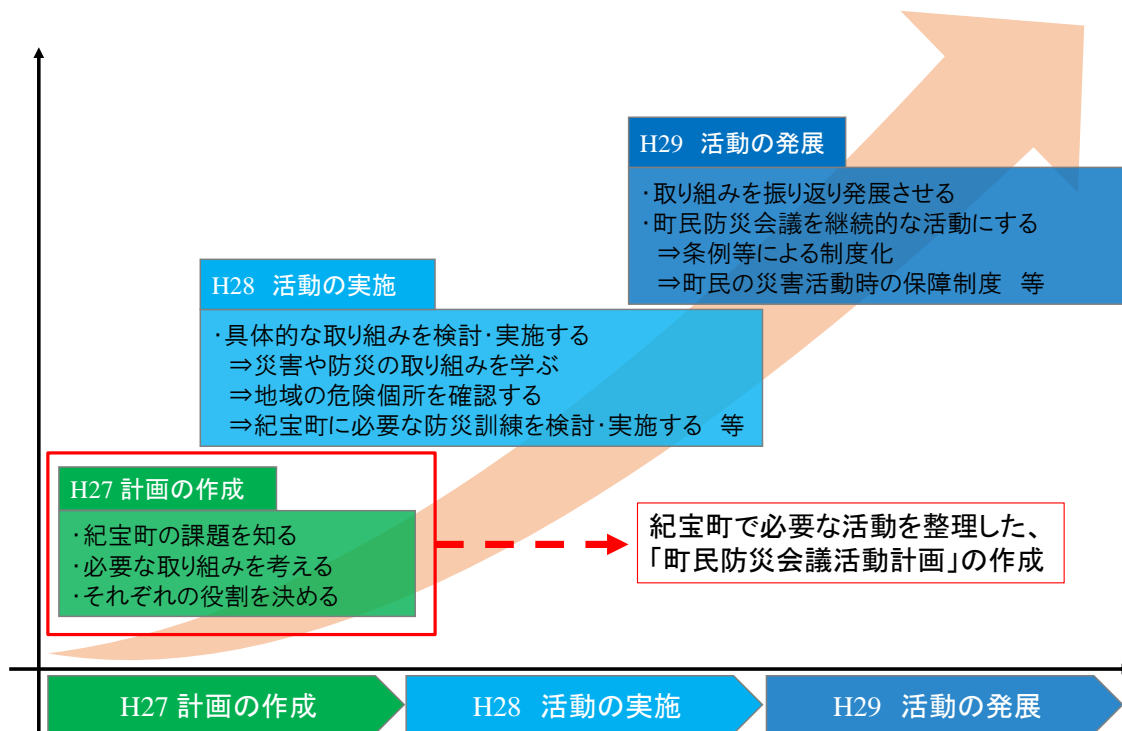 H29 活動の発展
・取り組みを振り返り発展させる
・町民防災会議を継続的な活動にする
⇒条例等による制度化
⇒町民の災害活動時の保障制度 等
H28 活動の実施
・具体的な取り組みを検討・実施する
⇒災害や防災の取り組みを学ぶ
⇒地域の危険個所を確認する
⇒紀宝町に必要な防災訓練を検討・実施する 等
H27 計画の作成
・紀宝町の課題を知る
・必要な取り組みを考える
・それぞれの役割を決める
紀宝町で必要な活動を整理した、
「町民防災会議活動計画」の作成
H27 計画の作成
H28 活動の実施
H29 活動の発展